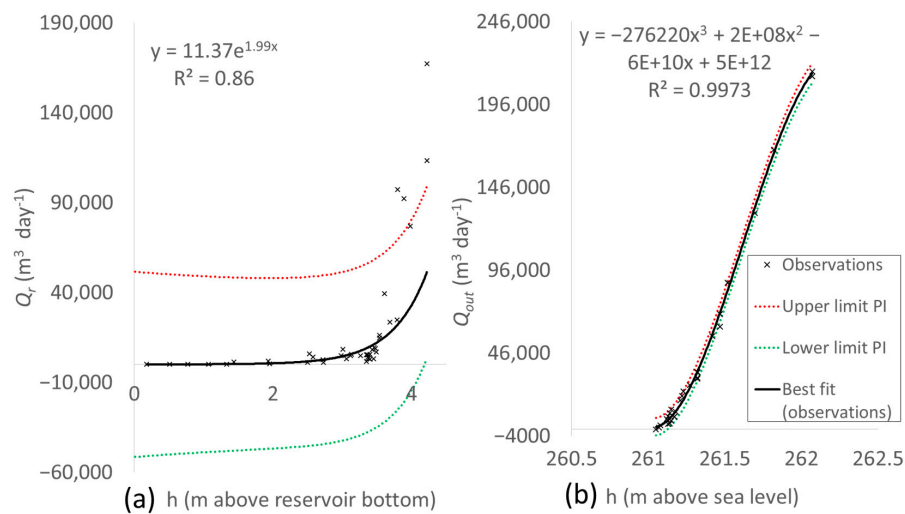 190,000
140,000
90,000
40,000
−10,000
−60,000
Qr (m³ day⁻¹)
y = 11.37e^1.99x
R² = 0.86
0
2
4
(a) h (m above reservoir bottom)
246,000
196,000
146,000
96,000
46,000
−4000
Qout (m³ day⁻¹)
y = −276220x³ + 2E+08x² −
6E+10x + 5E+12
R² = 0.9973
Observations
Upper limit PI
Lower limit PI
Best fit
(observations)
260.5
261
261.5
262
262.5
(b) h (m above sea level)